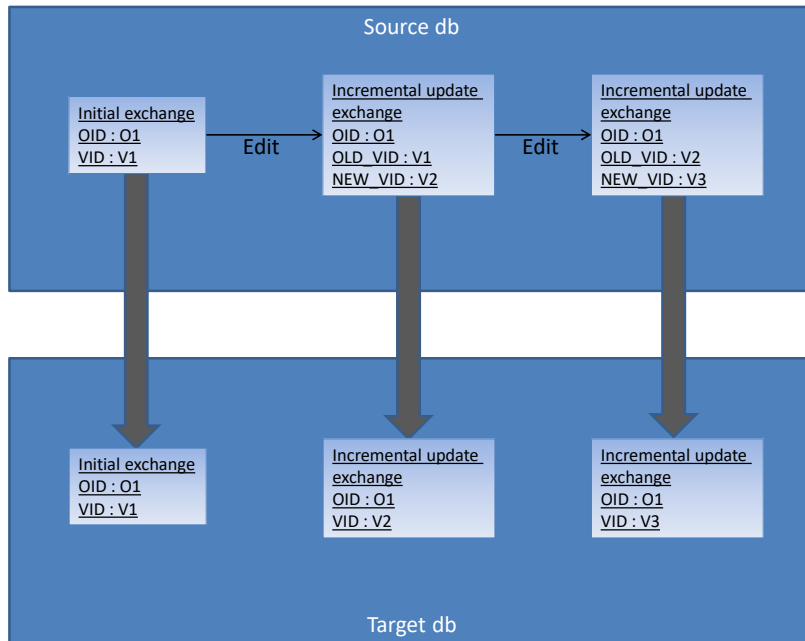 Source db
Initial exchange
OID : O1
VID : V1
Edit
Incremental update
exchange
OID : O1
OLD_VID : V1
NEW_VID : V2
Edit
Incremental update
exchange
OID : O1
OLD_VID : V2
NEW_VID : V3
Initial exchange
OID : O1
VID : V1
Incremental update
exchange
OID : O1
VID : V2
Incremental update
exchange
OID : O1
VID : V3
Target db